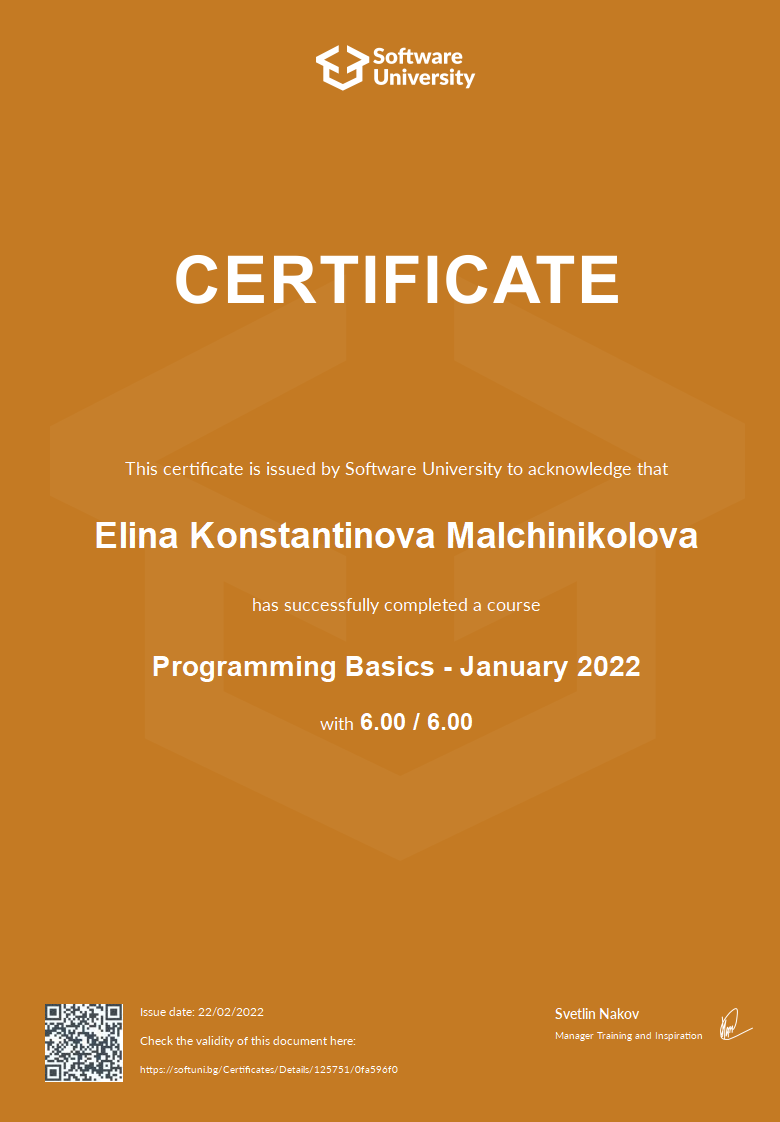 Software
University
CERTIFICATE
This certificate is issued by Software University to acknowledge that
Elina Konstantinova Malchinikolova
has successfully completed a course
Programming Basics - January 2022
with 6.00 / 6.00
Issue date: 22/02/2022
Check the validity of this document here:
https://softuni.bg/Certificates/Details/125751/0fa596f0
Svetlin Nakov
Manager Training and Inspiration